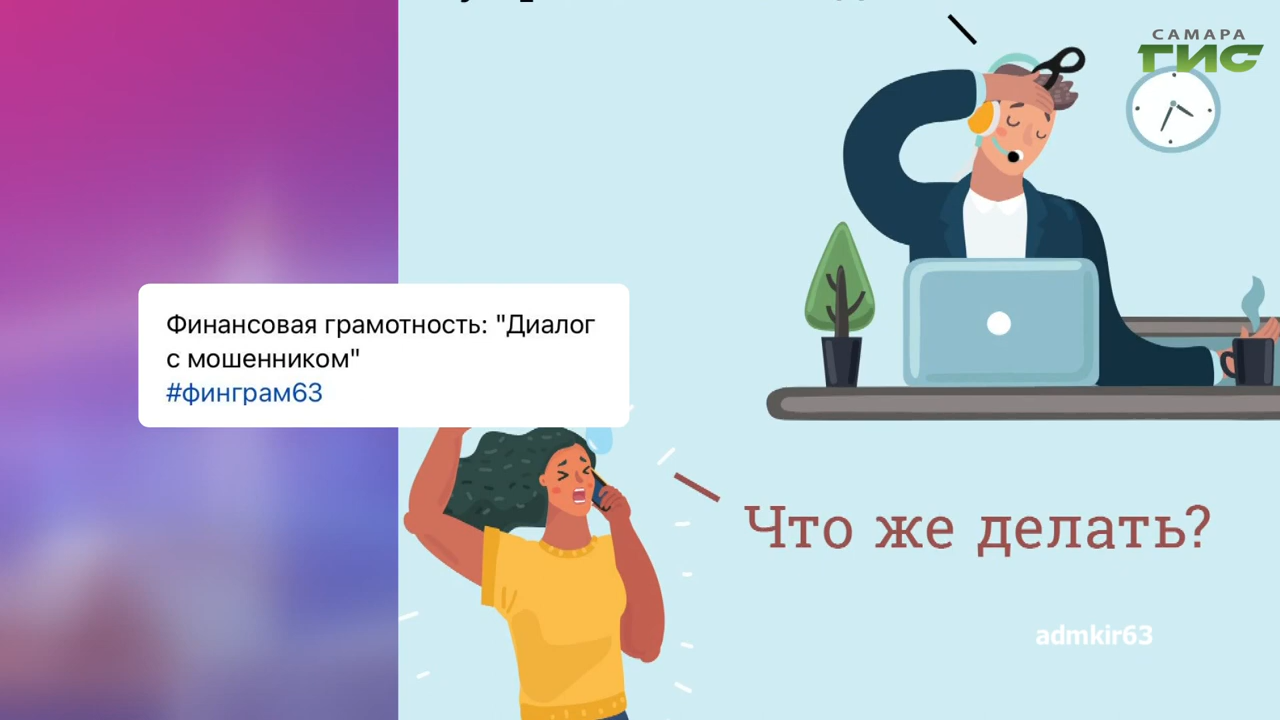 САМАРА
ГИС
Финансовая грамотность: "Диалог
с мошенником"
#финграм63
Что же делать?
admkir63